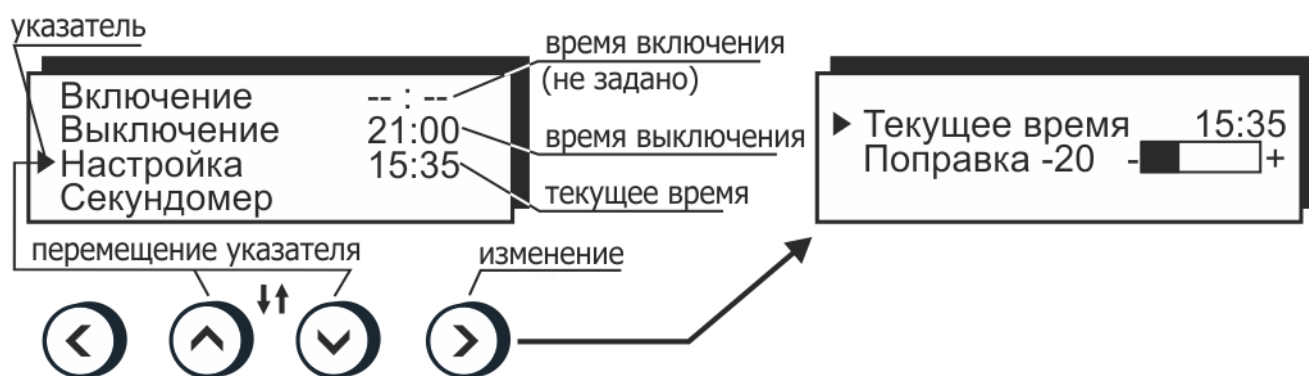 указатель
время включения
(не задано)
Включение -- : --
Выключение 21:00
Настройка 15:35
Секундомер
время выключения
текущее время
Текущее время 15:35
Поправка -20 - +
перемещение указателя
изменение